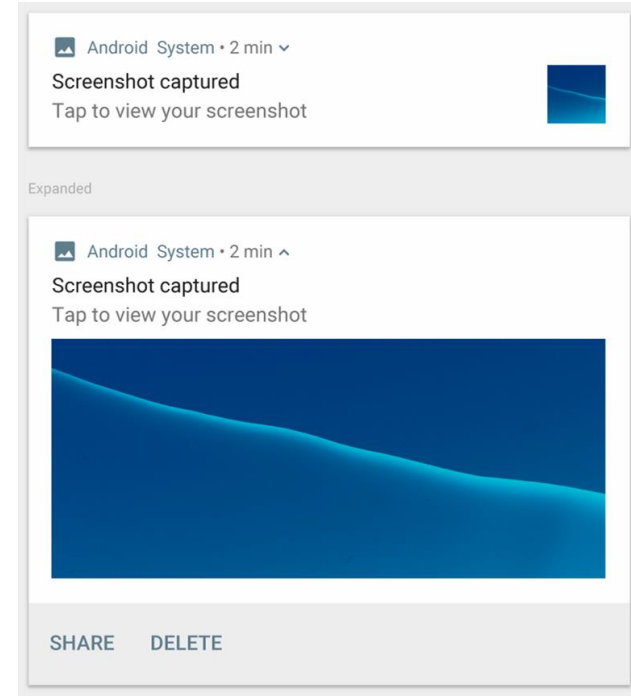 Android System • 2 min
Screenshot captured
Tap to view your screenshot
Expanded
Android System • 2 min
Screenshot captured
Tap to view your screenshot
SHARE DELETE